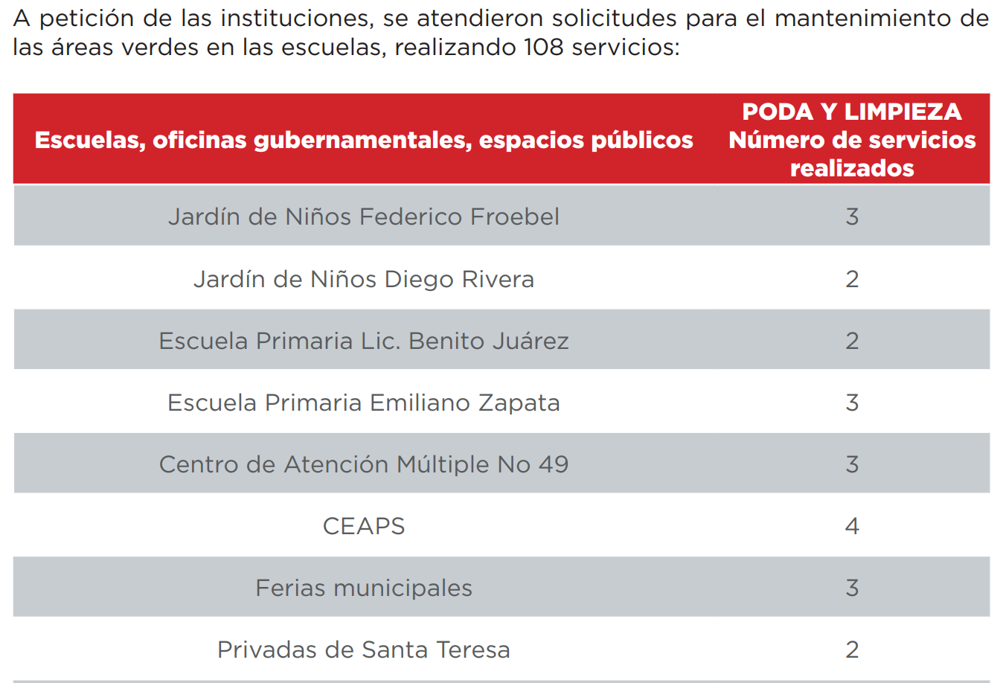 A petición de las instituciones, se atendieron solicitudes para el mantenimiento de
las áreas verdes en las escuelas, realizando 108 servicios:
Escuelas, oficinas gubernamentales, espacios públicos
PODA Y LIMPIEZA
Número de servicios
realizados
Jardín de Niños Federico Froebel 3
Jardín de Niños Diego Rivera 2
Escuela Primaria Lic. Benito Juárez 2
Escuela Primaria Emiliano Zapata 3
Centro de Atención Múltiple No 49 3
CEAPS 4
Ferias municipales 3
Privadas de Santa Teresa 2